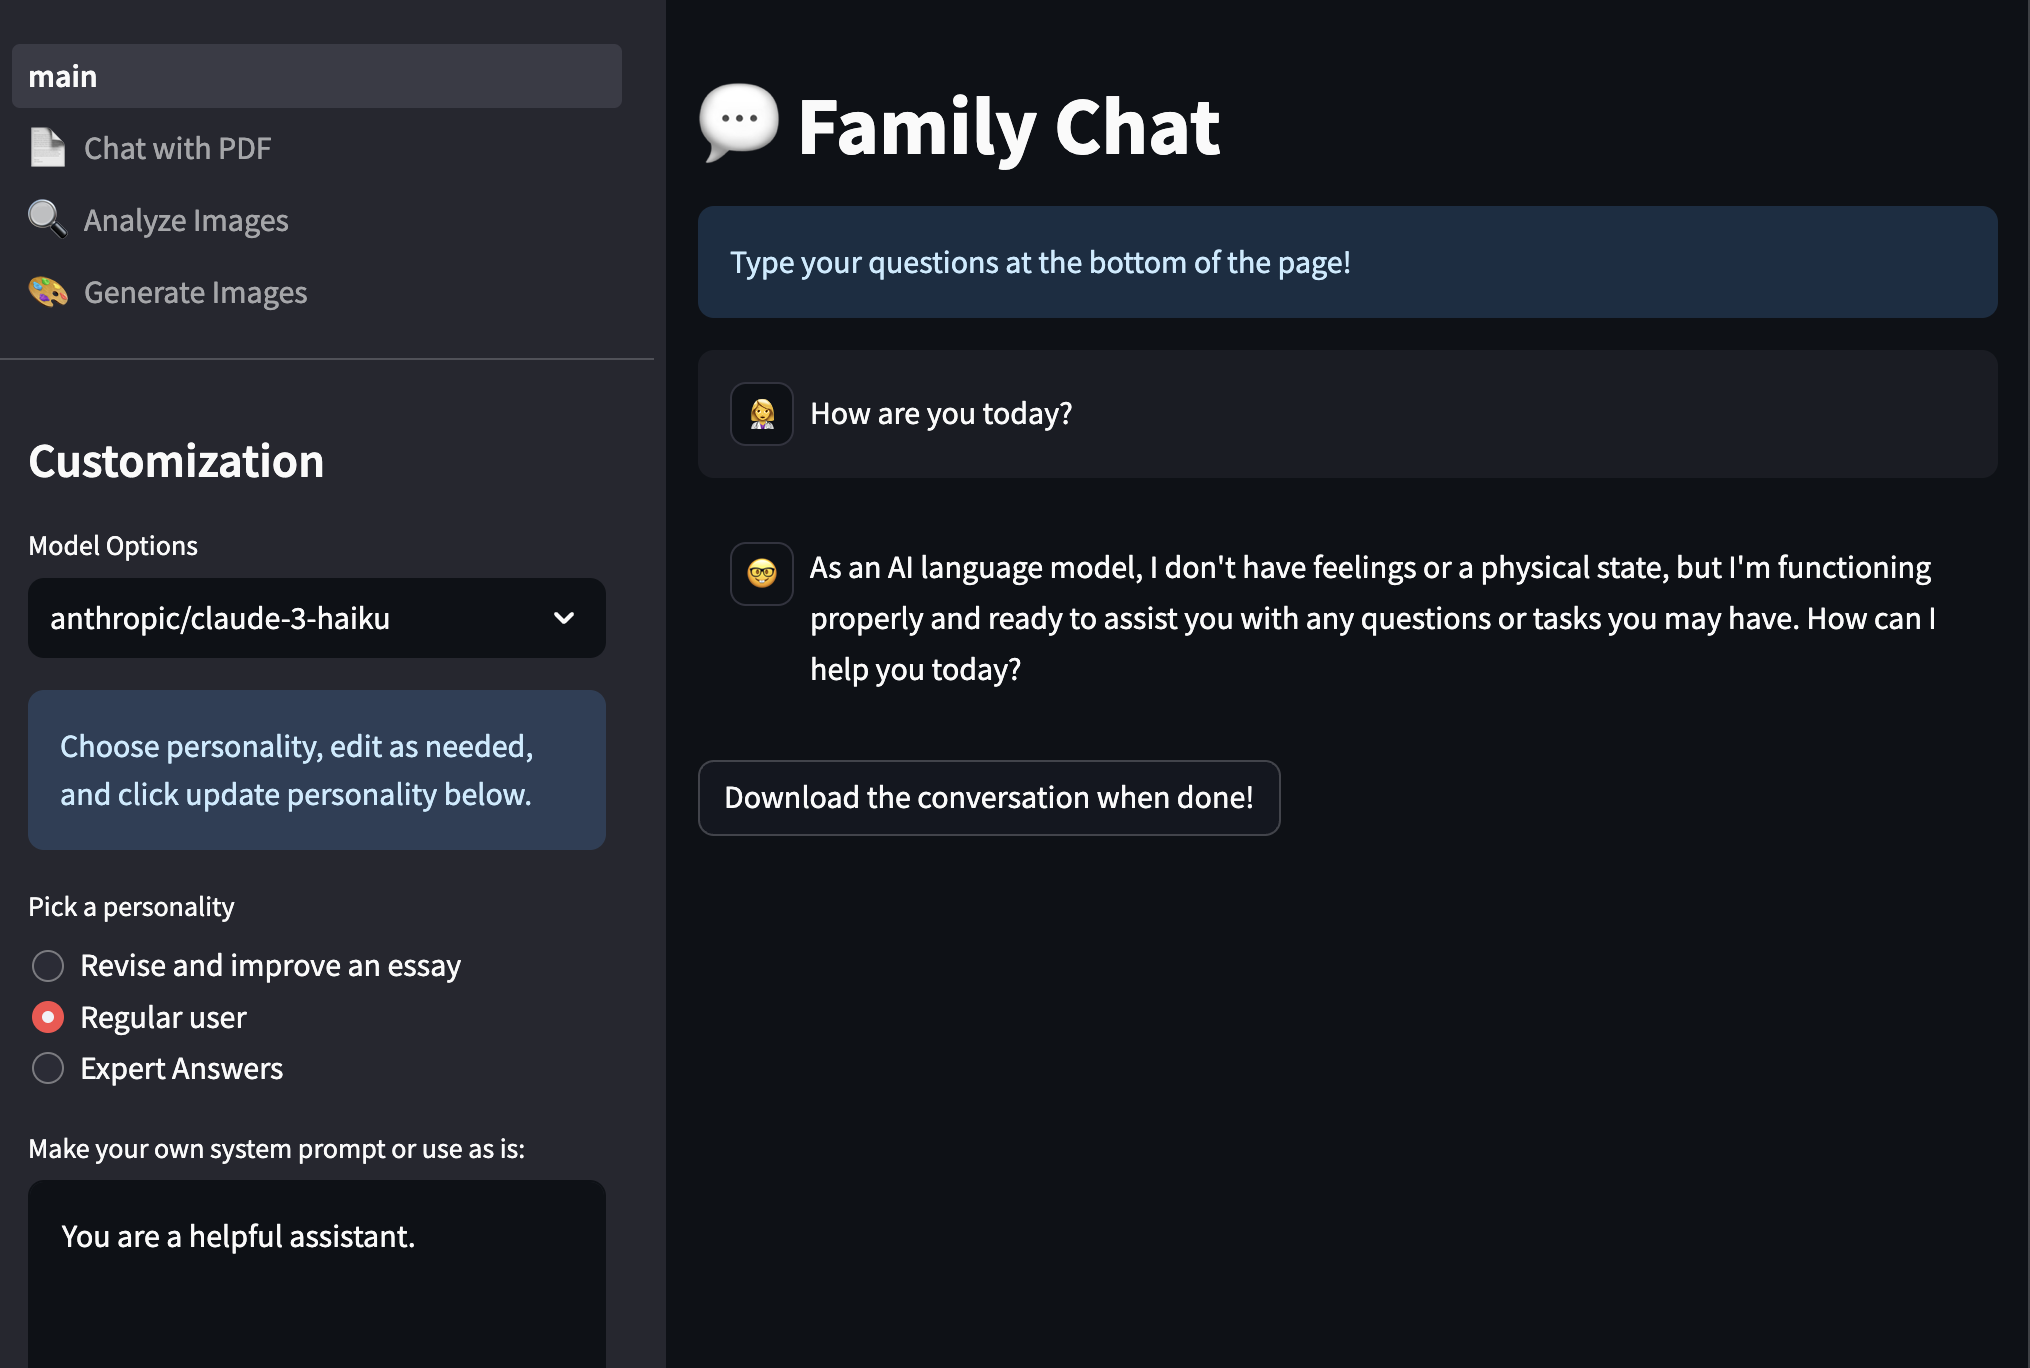 main
Chat with PDF
Analyze Images
Generate Images
Customization
Model Options
anthropic/claude-3-haiku
Choose personality, edit as needed,
and click update personality below.
Pick a personality
Revise and improve an essay
Regular user
Expert Answers
Make your own system prompt or use as is:
You are a helpful assistant.
Family Chat
Type your questions at the bottom of the page!
How are you today?
As an AI language model, I don't have feelings or a physical state, but I'm functioning
properly and ready to assist you with any questions or tasks you may have. How can I
help you today?
Download the conversation when done!